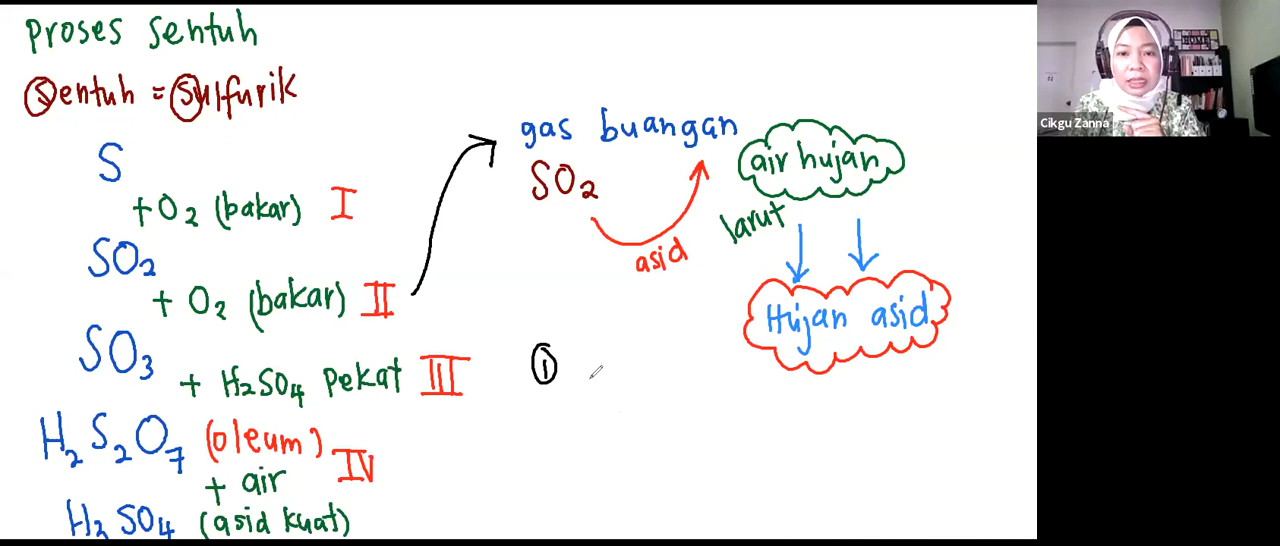 Proses Sentuh
Sentuh = Sulfurik
S
+ O2 (bakar) I
SO2
+ O2 (bakar) II
SO3
+ H2SO4 pekat III
H2S2O7 (oleum)
+ air IV
H2SO4 (asid kuat)
gas buangan
SO2
asid
air hujan
larut
Hujan asid
1
HOME
Cikgu Zanna